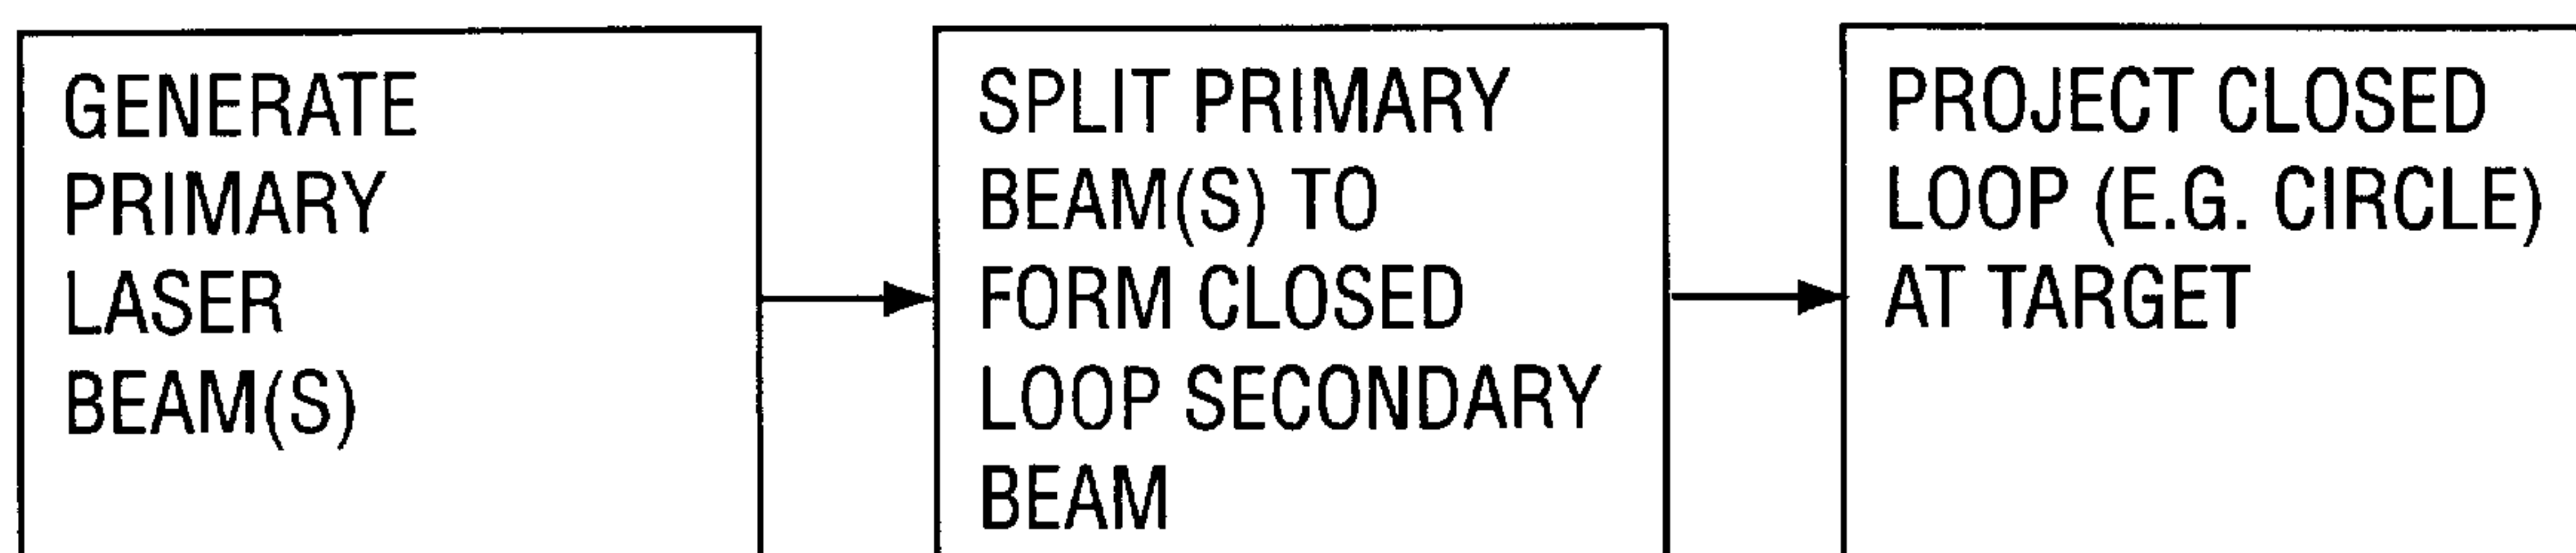 GENERATE
PRIMARY
LASER
BEAM(S)
SPLIT PRIMARY
BEAM(S) TO
FORM CLOSED
LOOP SECONDARY
BEAM
PROJECT CLOSED
LOOP (E.G. CIRCLE)
AT TARGET